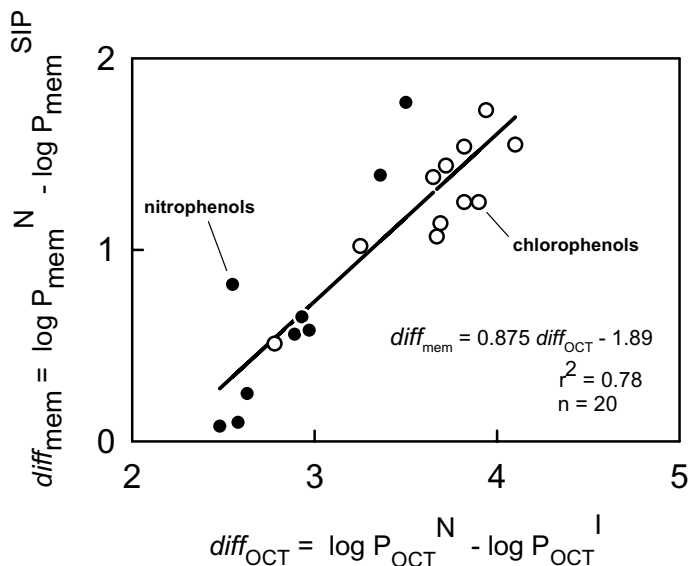 diff_mem = log P_mem^N - log P_mem^SIP
2
1
0
nitrophenols
chlorophenols
diff_mem = 0.875 diff_OCT - 1.89
r^2 = 0.78
n = 20
2 3 4 5
diff_OCT = log P_OCT^N - log P_OCT^I